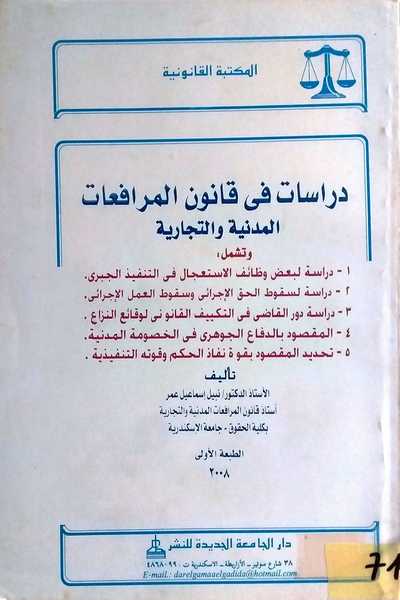 المكتبة القانونية
دراسات فى قانون المرافعات
المدنية والتجارية
وتشمل:
١ - دراسة لبعض وظائف الاستعجال فى التنفيذ الجبرى.
٢ - دراسة لسقوط الحق الإجرائى وسقوط العمل الإجرائى.
٣ - دراسة دور القاضى فى التكييف القانونى لوقائع النزاع.
٤ - المقصود بالدفاع الجوهرى فى الخصومة المدنية.
٥ - تحديد المقصود بقوة نفاذ الحكم وقوته التنفيذية.
تأليف
الأستاذ الدكتور/ نبيل إسماعيل عمر
أستاذ قانون المرافعات المدنية والتجارية
بكلية الحقوق - جامعة الاسكندرية
الطبعة الأولى
٢٠٠٨
دار الجامعة الجديدة للنشر
٣٨ شارع سوتير - الأزاريطة - الاسكندرية ت : ٤٨٦٨٠٩٩
E-mail.: darelgamaaelgadida@hotmail.com
71